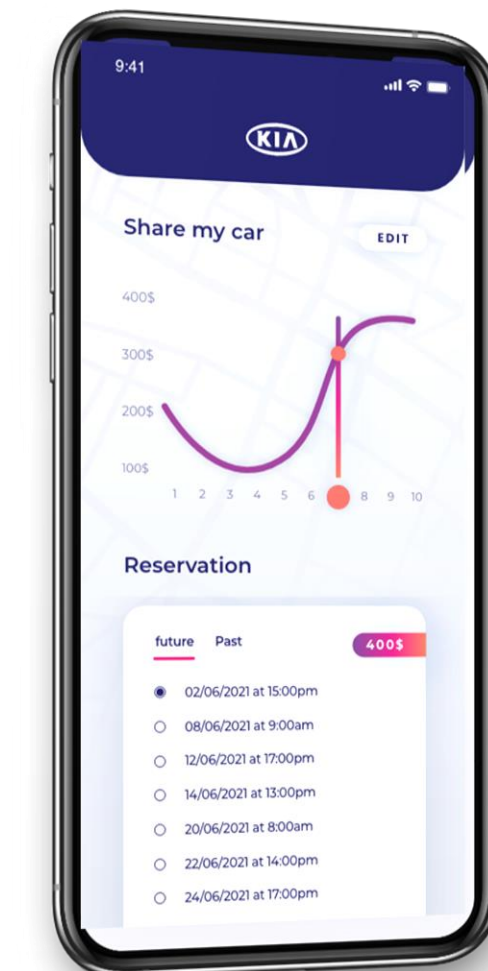 9:41
KIA
Share my car
EDIT
400$
300$
200$
100$
1 2 3 4 5 6 8 9 10
Reservation
future Past 400$
02/06/2021 at 15:00pm
08/06/2021 at 9:00am
12/06/2021 at 17:00pm
14/06/2021 at 13:00pm
20/06/2021 at 8:00am
22/06/2021 at 14:00pm
24/06/2021 at 17:00pm